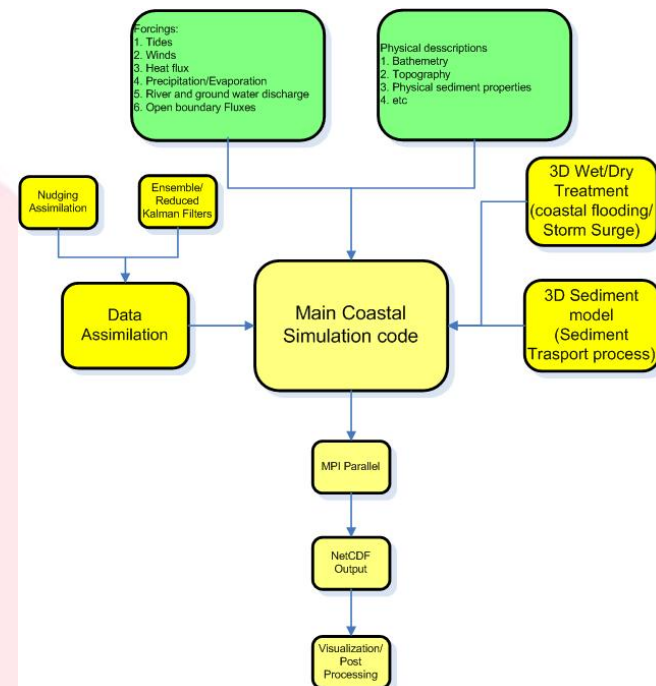 Forcings:
1. Tides
2. Winds
3. Heat flux
4. Precipitation/Evaporation
5. River and ground water discharge
6. Open boundary Fluxes
Physical desscriptions
1. Bathemetry
2. Topography
3. Physical sediment properties
4. etc
Nudging
Assimilation
Ensemble/
Reduced
Kalman Filters
3D Wet/Dry
Treatment
(coastal flooding/
Storm Surge)
Data
Assimilation
Main Coastal
Simulation code
3D Sediment
model
(Sediment
Trasport process)
MPI Parallel
NetCDF
Output
Visualization/
Post
Processing